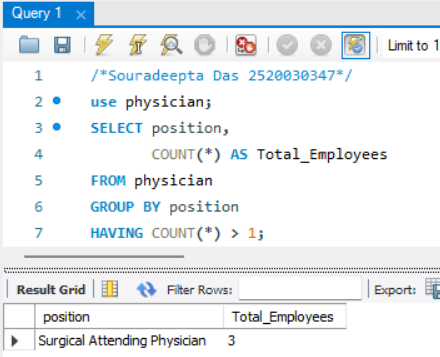 Query 1
Limit to 1
1 /*Souradeepta Das 2520030347*/
2 use physician;
3 SELECT position,
4 COUNT(*) AS Total_Employees
5 FROM physician
6 GROUP BY position
7 HAVING COUNT(*) > 1;
Result Grid Filter Rows: Export:
position Total_Employees
Surgical Attending Physician 3